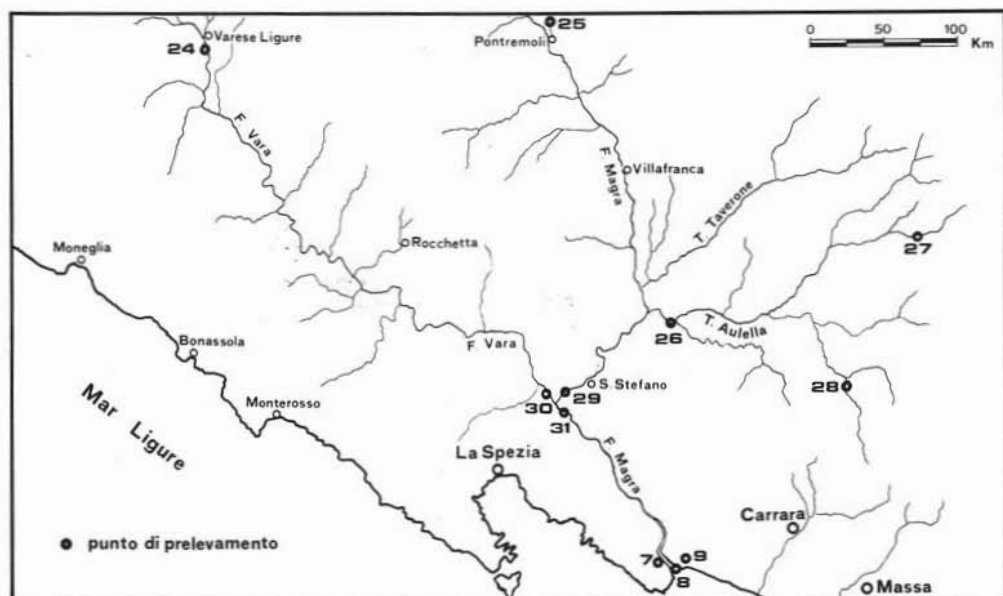 25
0 50 100
Km
Varese Ligure
24
Pontremoli
F. Vara
F. Magra
Villafranca
T. Taverone
27
Rocchetta
Moneglia
26
T. Aulella
F. Vara
Bonassola
S. Stefano
28
29
30
31
Monterosso
Mar Ligure
La Spezia
F. Magra
Carrara
punto di prelevamento
7
9
8
Massa